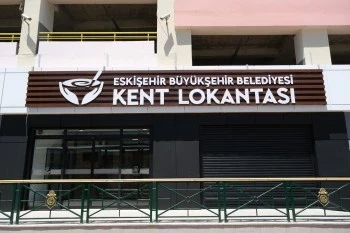 ESKİŞEHİR BÜYÜKŞEHİR BELEDİYESİ
KENT LOKANTASI